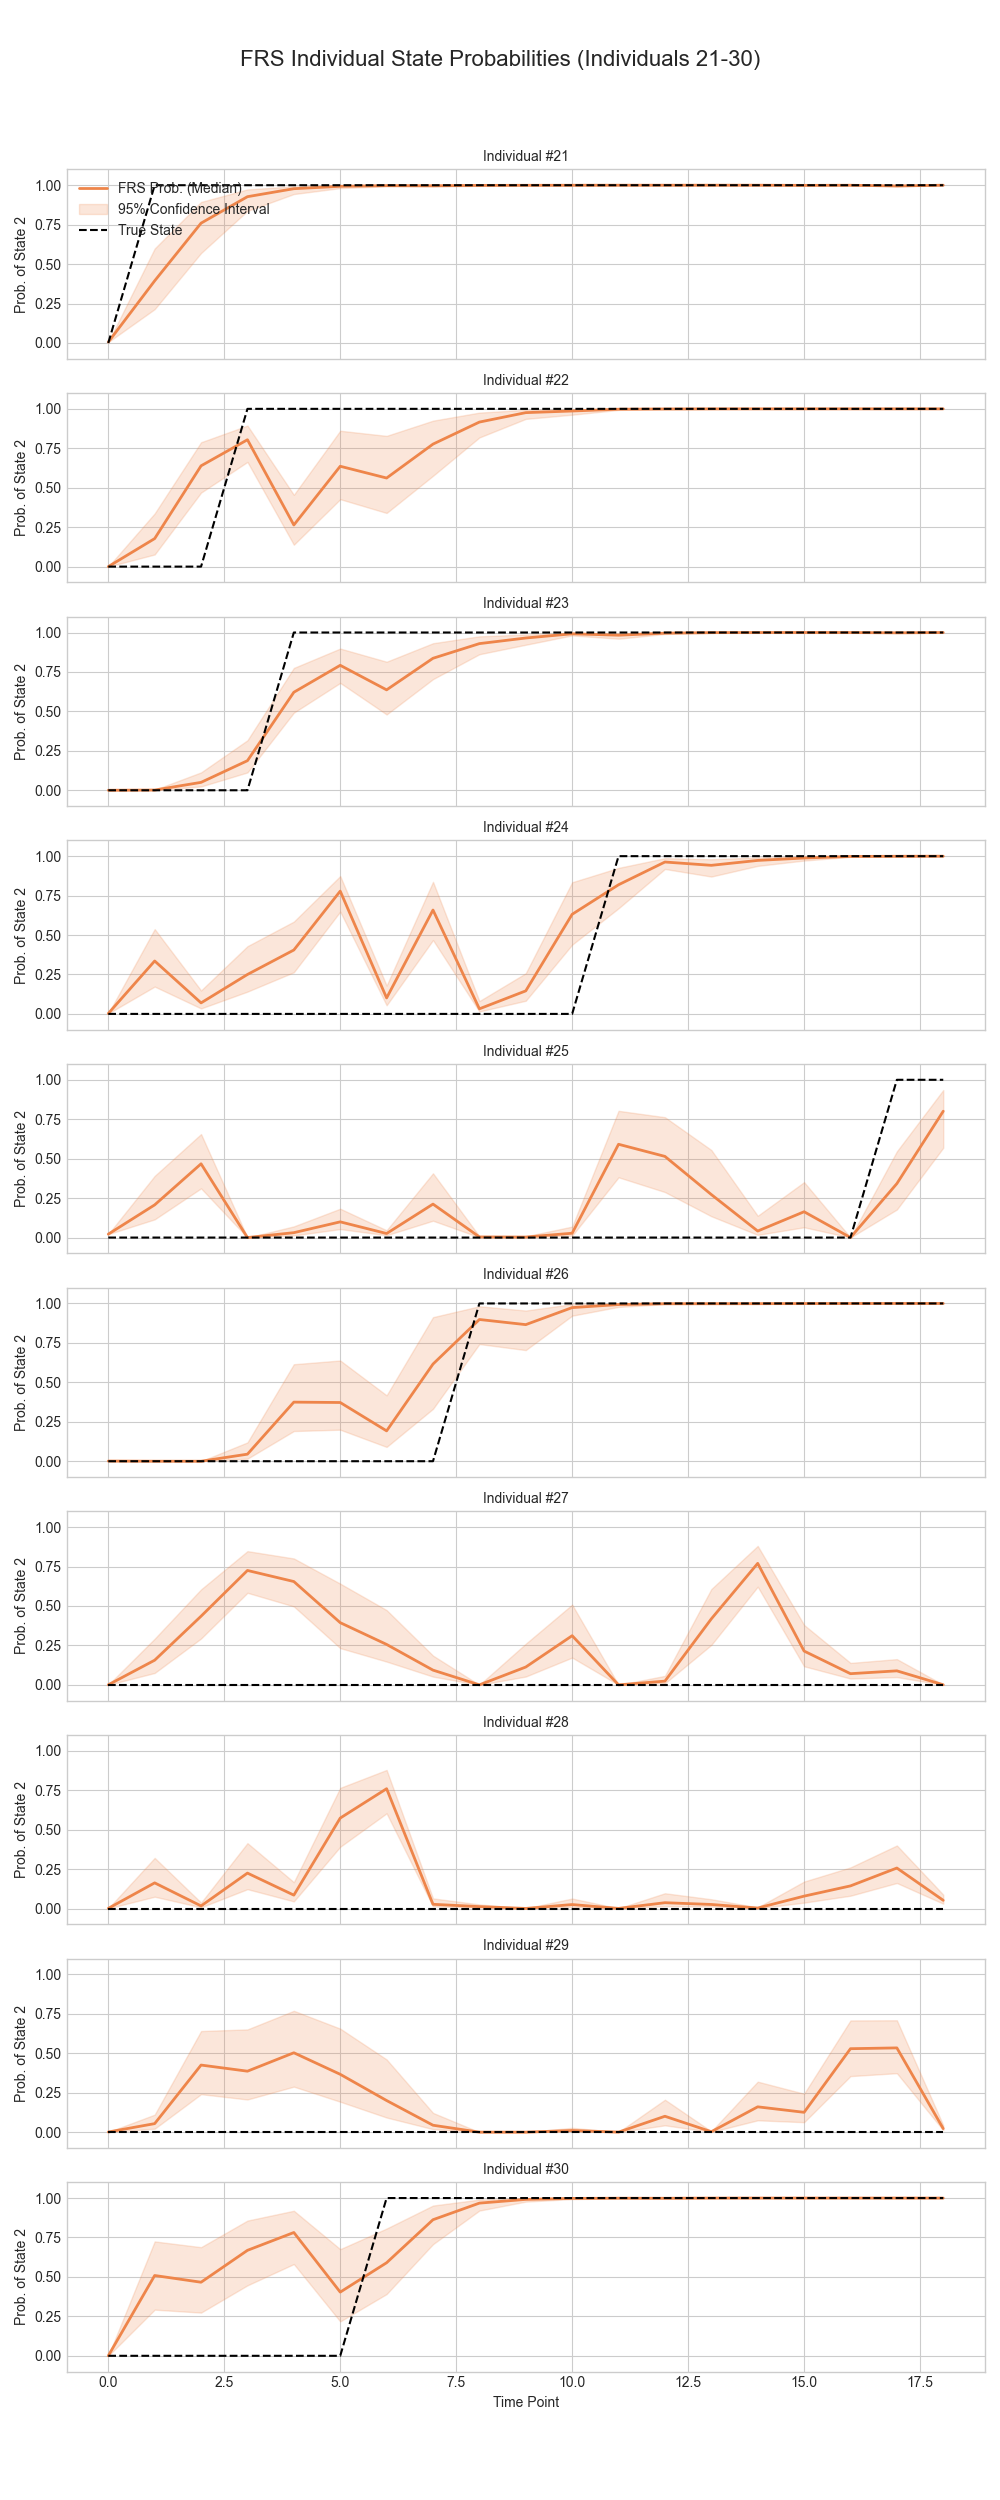 FRS Individual State Probabilities (Individuals 21-30)
Individual #21
FRS Prob. (Median)
95% Confidence Interval
True State
1.00
0.75
0.50
0.25
0.00
Prob. of State 2
Individual #22
1.00
0.75
0.50
0.25
0.00
Prob. of State 2
Individual #23
1.00
0.75
0.50
0.25
0.00
Prob. of State 2
Individual #24
1.00
0.75
0.50
0.25
0.00
Prob. of State 2
Individual #25
1.00
0.75
0.50
0.25
0.00
Prob. of State 2
Individual #26
1.00
0.75
0.50
0.25
0.00
Prob. of State 2
Individual #27
1.00
0.75
0.50
0.25
0.00
Prob. of State 2
Individual #28
1.00
0.75
0.50
0.25
0.00
Prob. of State 2
Individual #29
1.00
0.75
0.50
0.25
0.00
Prob. of State 2
Individual #30
1.00
0.75
0.50
0.25
0.00
Prob. of State 2
0.0 2.5 5.0 7.5 10.0 12.5 15.0 17.5
Time Point